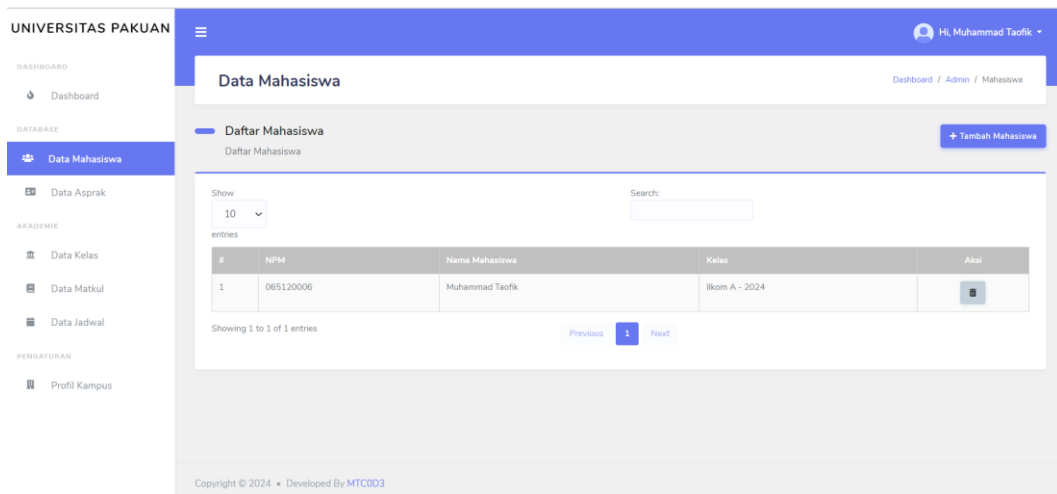 UNIVERSITAS PAKUAN
Hi, Muhammad Taofik
DASHBOARD
Dashboard
DATABASE
Data Mahasiswa
Data Asprak
AKADEMIK
Data Kelas
Data Matkul
Data Jadwal
PENGATURAN
Profil Kampus
Data Mahasiswa
Dashboard / Admin / Mahasiswa
Daftar Mahasiswa
Daftar Mahasiswa
+ Tambah Mahasiswa
Show
10
entries
Search:
# NPM Nama Mahasiswa Kelas Aksi
1 065120006 Muhammad Taofik Ilkom A - 2024
Showing 1 to 1 of 1 entries
Previous 1 Next
Copyright © 2024 • Developed By MTC0D3